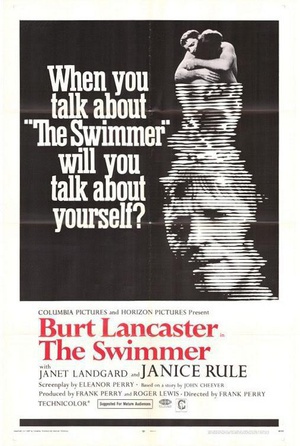 When you
talk about
"The Swimmer"
will you
talk about
yourself?
COLUMBIA PICTURES and HORIZON PICTURES Present
Burt Lancaster in
The Swimmer
with
JANET LANDGARD and JANICE RULE
Screenplay by ELEANOR PERRY Based on a story by JOHN CHEEVER
Produced by FRANK PERRY and ROGER LEWIS Directed by FRANK PERRY
TECHNICOLOR Suggested For Mature Audiences